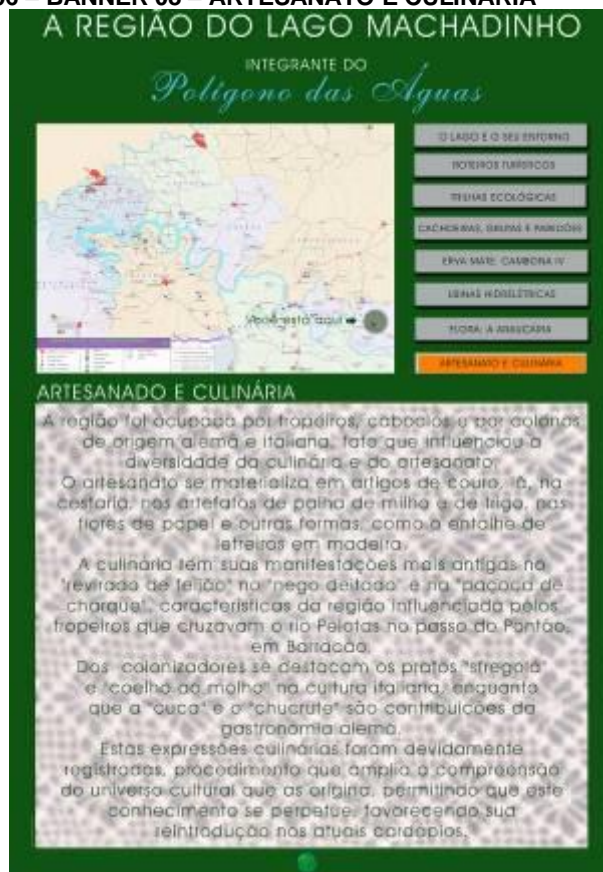 – BANNER 08 – ARTESANATO E CULINÁRIA
A REGIÃO DO LAGO MACHADINHO
INTEGRANTE DO
Polígono das Águas
O LAGO E O SEU ENTORNO
ROTEIROS TURÍSTICOS
TRILHAS ECOLÓGICAS
CACHOEIRAS, GRUTAS E PAREDÕES
ERVA MATE: CAMBONA IV
USINAS HIDRELÉTRICAS
FLORA: A ARAUCÁRIA
ARTESANATO E CULINÁRIA
Você está aqui
ARTESANADO E CULINÁRIA
A região foi ocupada por tropeiros, caboclos e por colonos
de origem alemã e italiana, fato que influenciou a
diversidade da culinária e do artesanato.
O artesanato se materializa em artigos de couro, lã, na
cestaria, nos artefatos de palha de milho e de trigo, nas
flores de papel e outras formas, como o entalhe de
letreiros em madeira.
A culinária tem suas manifestações mais antigas no
"revirado de feijão" no "nego deitado" e na "paçoca de
charque", características da região influenciada pelos
tropeiros que cruzavam o rio Pelotas no passo do Pontão,
em Barracão.
Dos colonizadores se destacam os pratos "stregolá"
e "coelho ao molho" na cultura italiana, enquanto
que a "cuca" e o "chucrute" são contribuições da
gastronomia alemã.
Estas expressões culinárias foram devidamente
registradas, procedimento que amplia a compreensão
do universo cultural que as origina, permitindo que este
conhecimento se perpetue, favorecendo sua
reintrodução nos atuais cardápios.